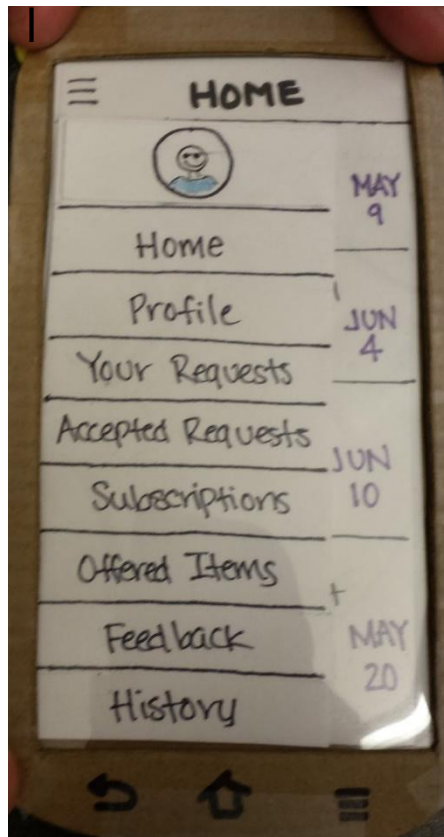 HOME
MAY
9
Home
Profile
JUN
4
Your Requests
Accepted Requests
JUN
10
Subscriptions
Offered Items
Feedback
MAY
20
History